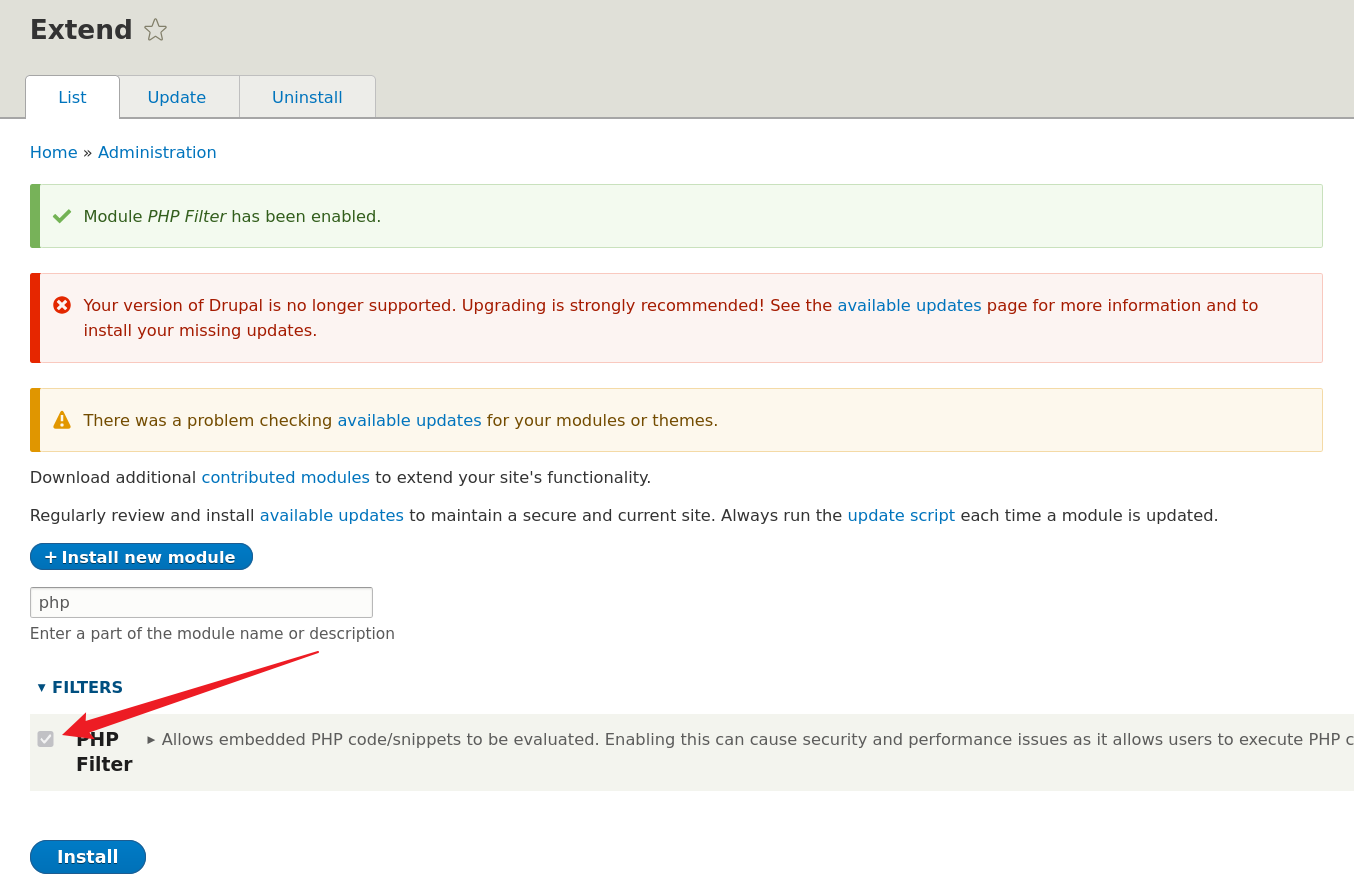 Extend
List Update Uninstall
Home » Administration
Module PHP Filter has been enabled.
Your version of Drupal is no longer supported. Upgrading is strongly recommended! See the available updates page for more information and to
install your missing updates.
There was a problem checking available updates for your modules or themes.
Download additional contributed modules to extend your site's functionality.
Regularly review and install available updates to maintain a secure and current site. Always run the update script each time a module is updated.
+ Install new module
php
Enter a part of the module name or description
▼ FILTERS
PHP ▸ Allows embedded PHP code/snippets to be evaluated. Enabling this can cause security and performance issues as it allows users to execute PHP c
Filter
Install